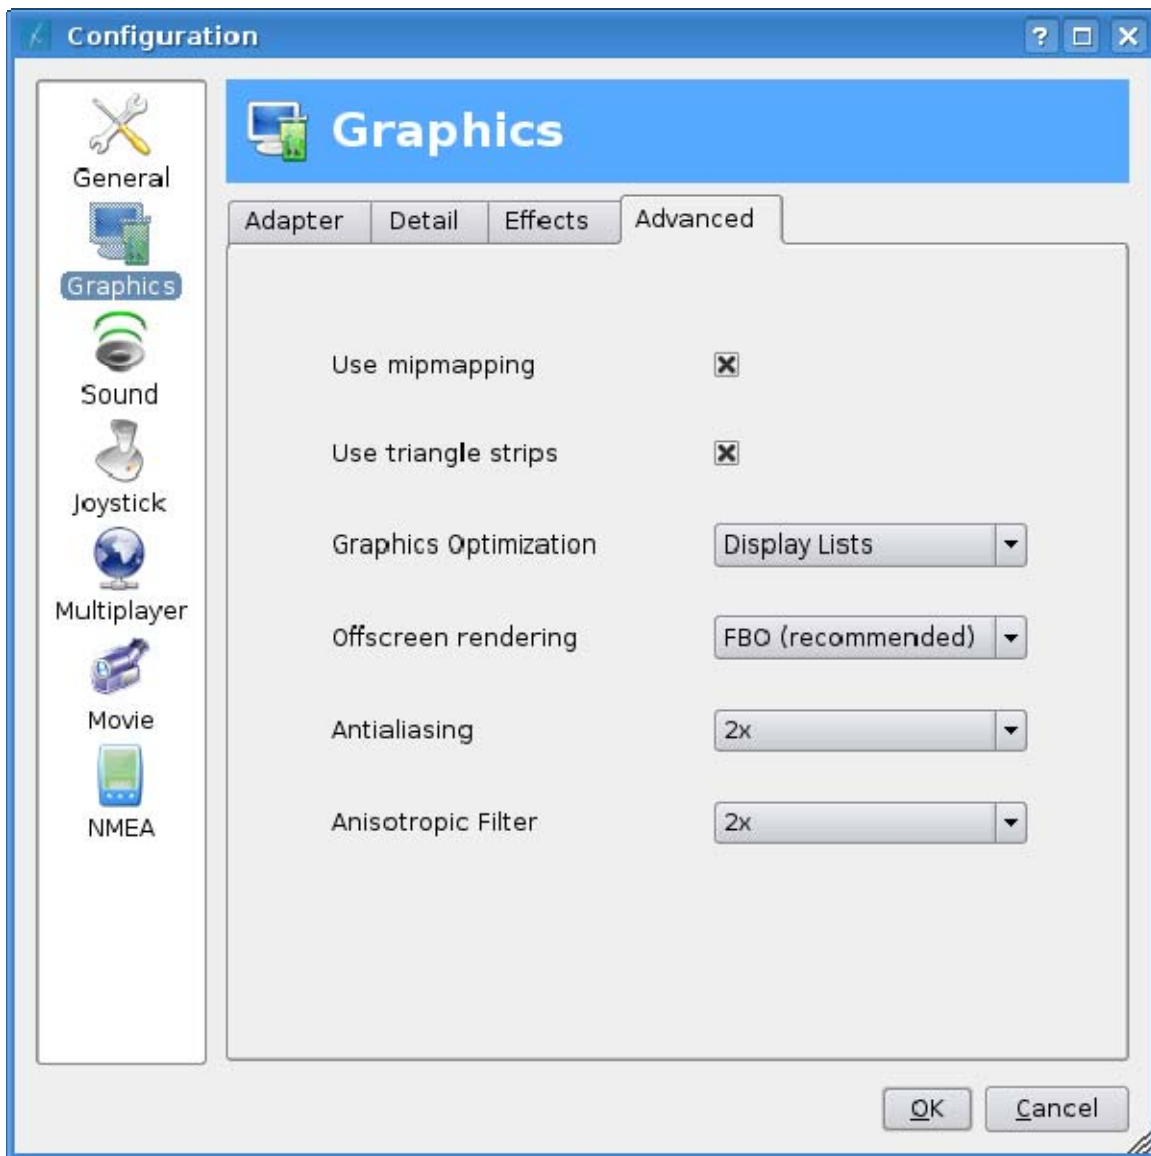 Configuration
General
Graphics
Sound
Joystick
Multiplayer
Movie
NMEA
Graphics
Adapter Detail Effects Advanced
Use mipmapping
Use triangle strips
Graphics Optimization Display Lists
Offscreen rendering FBO (recommended)
Antialiasing 2x
Anisotropic Filter 2x
OK Cancel